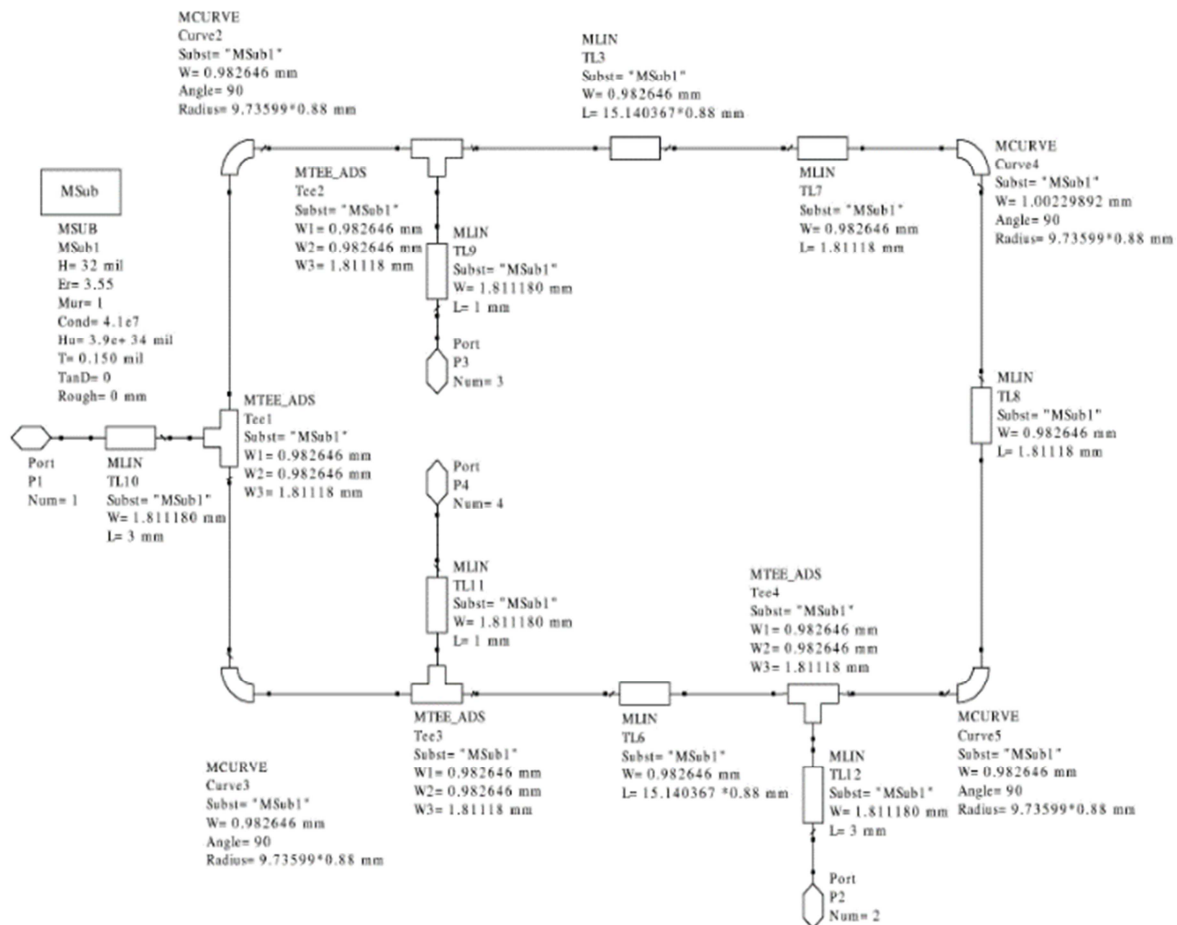 MCURVE
Curve2
Subst= "MSub1"
W= 0.982646 mm
Angle= 90
Radius= 9.73599*0.88 mm
MLIN
TL3
Subst= "MSub1"
W= 0.982646 mm
L= 15.140367*0.88 mm
MSub
MSUB
MSub1
H= 32 mil
Er= 3.55
Mur= 1
Cond= 4.1e7
Hu= 3.9e+ 34 mil
T= 0.150 mil
TanD= 0
Rough= 0 mm
MTEE_ADS
Tee2
Subst= "MSub1"
W1= 0.982646 mm
W2= 0.982646 mm
W3= 1.81118 mm
MLIN
TL9
Subst= "MSub1"
W= 1.811180 mm
L= 1 mm
Port
P3
Num= 3
MLIN
TL7
Subst= "MSub1"
W= 0.982646 mm
L= 1.81118 mm
MCURVE
Curve4
Subst= "MSub1"
W= 1.00229892 mm
Angle= 90
Radius= 9.73599*0.88 mm
MTEE_ADS
Tee1
Subst= "MSub1"
W1= 0.982646 mm
W2= 0.982646 mm
W3= 1.81118 mm
MLIN
TL8
Subst= "MSub1"
W= 0.982646 mm
L= 1.81118 mm
Port
P1
Num= 1
MLIN
TL10
Subst= "MSub1"
W= 1.811180 mm
L= 3 mm
Port
P4
Num= 4
MLIN
TL11
Subst= "MSub1"
W= 1.811180 mm
L= 1 mm
MTEE_ADS
Tee4
Subst= "MSub1"
W1= 0.982646 mm
W2= 0.982646 mm
W3= 1.81118 mm
MCURVE
Curve3
Subst= "MSub1"
W= 0.982646 mm
Angle= 90
Radius= 9.73599*0.88 mm
MTEE_ADS
Tee3
Subst= "MSub1"
W1= 0.982646 mm
W2= 0.982646 mm
W3= 1.81118 mm
MLIN
TL6
Subst= "MSub1"
W= 0.982646 mm
L= 15.140367 *0.88 mm
MLIN
TL12
Subst= "MSub1"
W= 1.811180 mm
L= 3 mm
MCURVE
Curve5
Subst= "MSub1"
W= 0.982646 mm
Angle= 90
Radius= 9.73599*0.88 mm
Port
P2
Num= 2